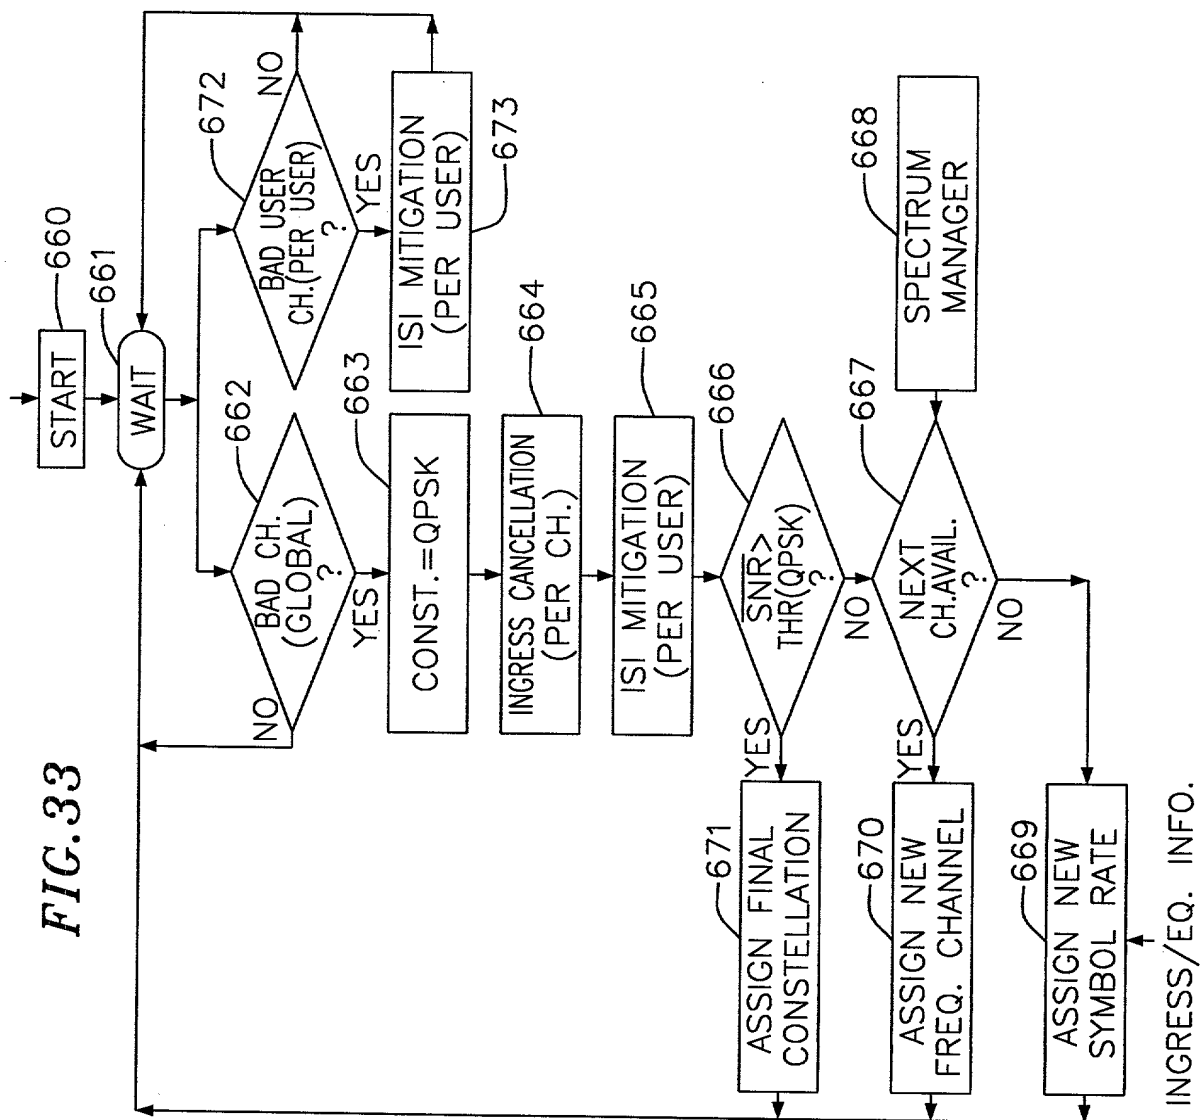 FIG.33
START
660
WAIT
661
BAD CH.
(GLOBAL)
?
662
NO
YES
BAD USER
CH.(PER USER)
?
672
NO
YES
CONST.=QPSK
663
ISI MITIGATION
(PER USER)
673
INGRESS CANCELLATION
(PER CH.)
664
ISI MITIGATION
(PER USER)
665
SNR>
THR(QPSK)
?
666
YES
NO
ASSIGN FINAL
CONSTELLATION
671
NEXT
CH.AVAIL.
?
667
YES
NO
SPECTRUM
MANAGER
668
ASSIGN NEW
FREQ. CHANNEL
670
ASSIGN NEW
SYMBOL RATE
669
INGRESS/EQ. INFO.